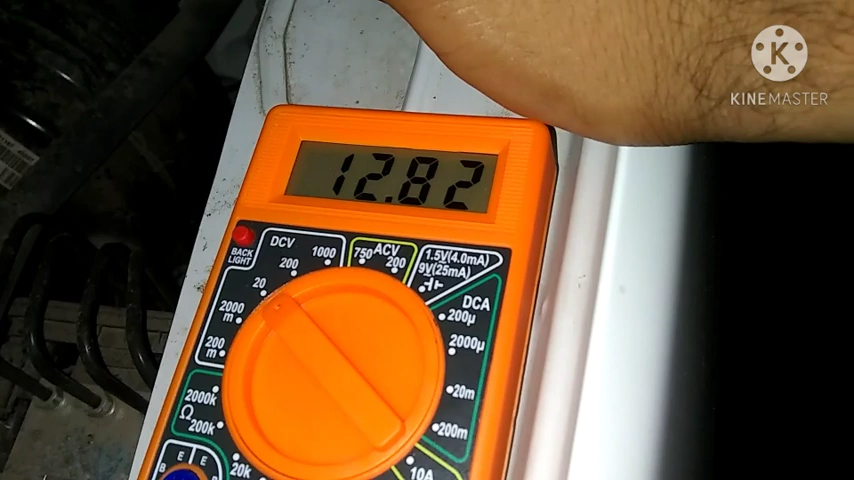 K
KINEMASTER
12.82
BACK
LIGHT
DCV
1000
200
20
2000
m
200
m
750
ACV
200
1.5V(4.0mA)
9V(25mA)
DCA
200µ
2000µ
20m
200m
10A
2000k
Ω
200k
20k
B
E
E